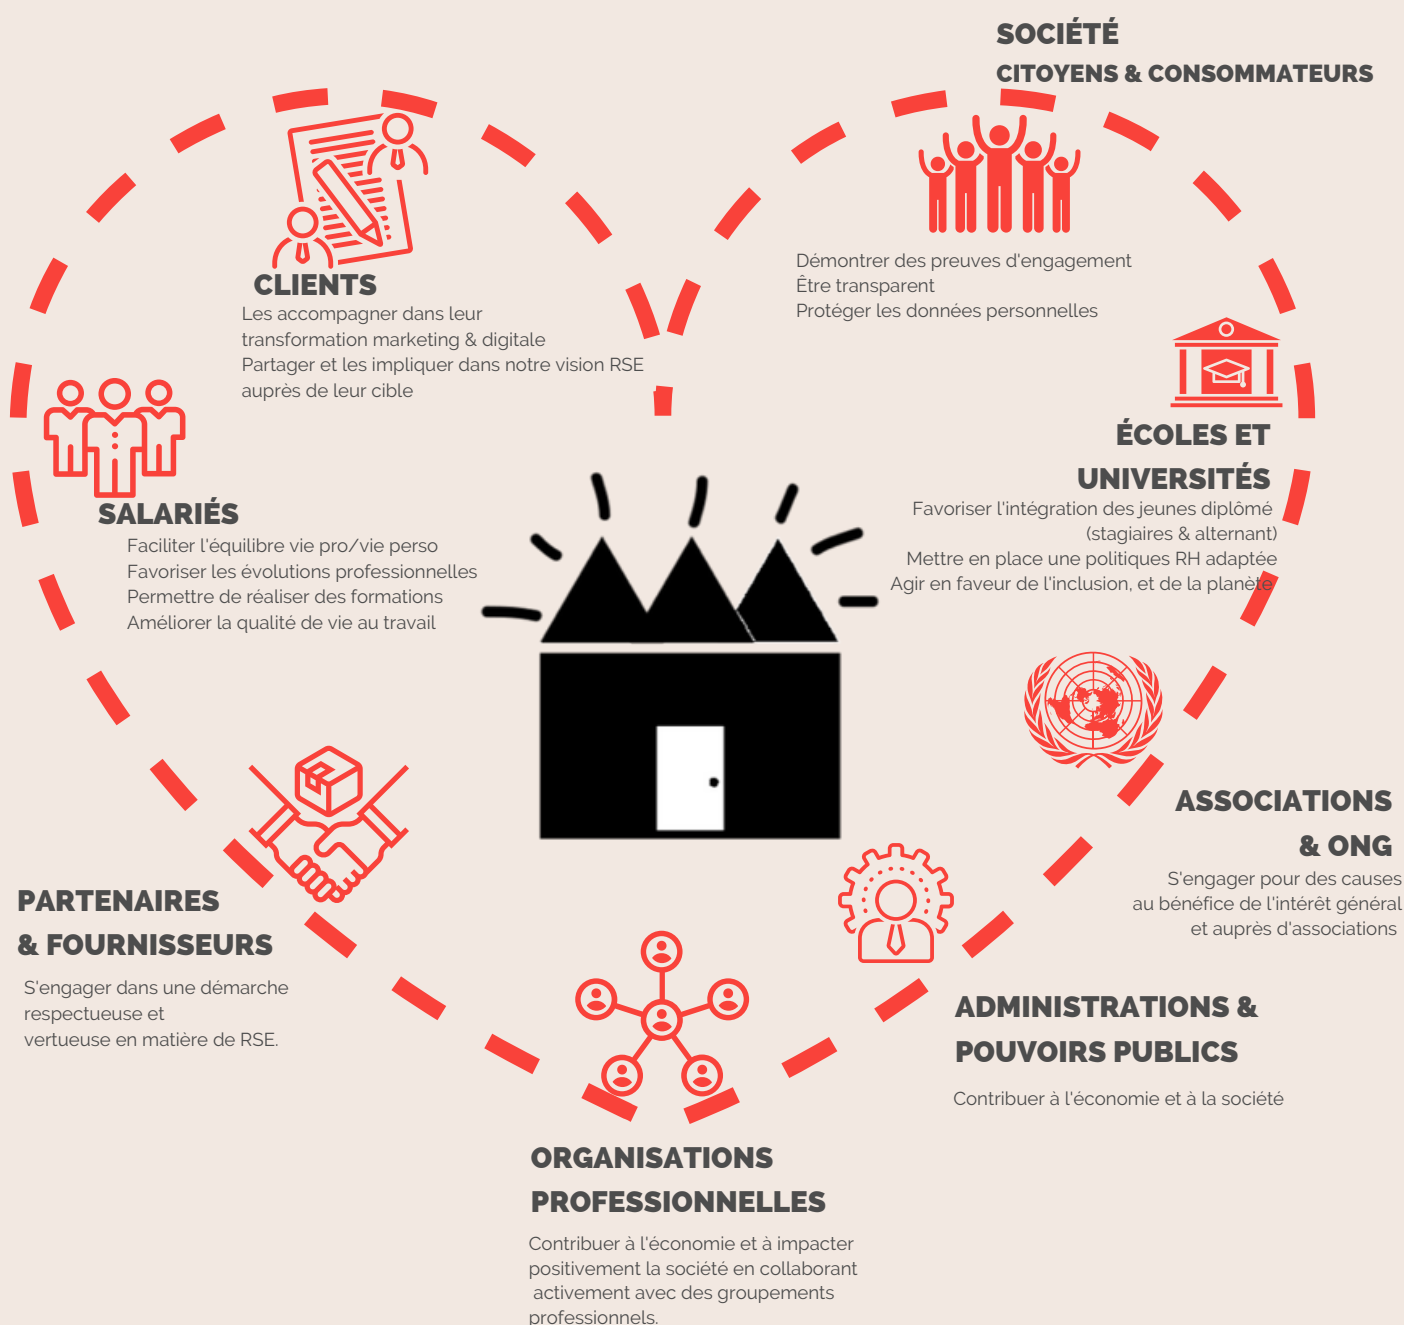 SOCIÉTÉ
CITOYENS & CONSOMMATEURS
Démontrer des preuves d'engagement
Être transparent
Protéger les données personnelles
CLIENTS
Les accompagner dans leur
transformation marketing & digitale
Partager et les impliquer dans notre vision RSE
auprès de leur cible
ÉCOLES ET
UNIVERSITÉS
Favoriser l'intégration des jeunes diplômé
(stagiaires & alternant)
Mettre en place une politiques RH adaptée
Agir en faveur de l'inclusion, et de la planète
SALARIÉS
Faciliter l'équilibre vie pro/vie perso
Favoriser les évolutions professionnelles
Permettre de réaliser des formations
Améliorer la qualité de vie au travail
ASSOCIATIONS
& ONG
S'engager pour des causes
au bénéfice de l'intérêt général
et auprès d'associations
PARTENAIRES
& FOURNISSEURS
S'engager dans une démarche
respectueuse et
vertueuse en matière de RSE.
ADMINISTRATIONS &
POUVOIRS PUBLICS
Contribuer à l'économie et à la société
ORGANISATIONS
PROFESSIONNELLES
Contribuer à l'économie et à impacter
positivement la société en collaborant
activement avec des groupements
professionnels.